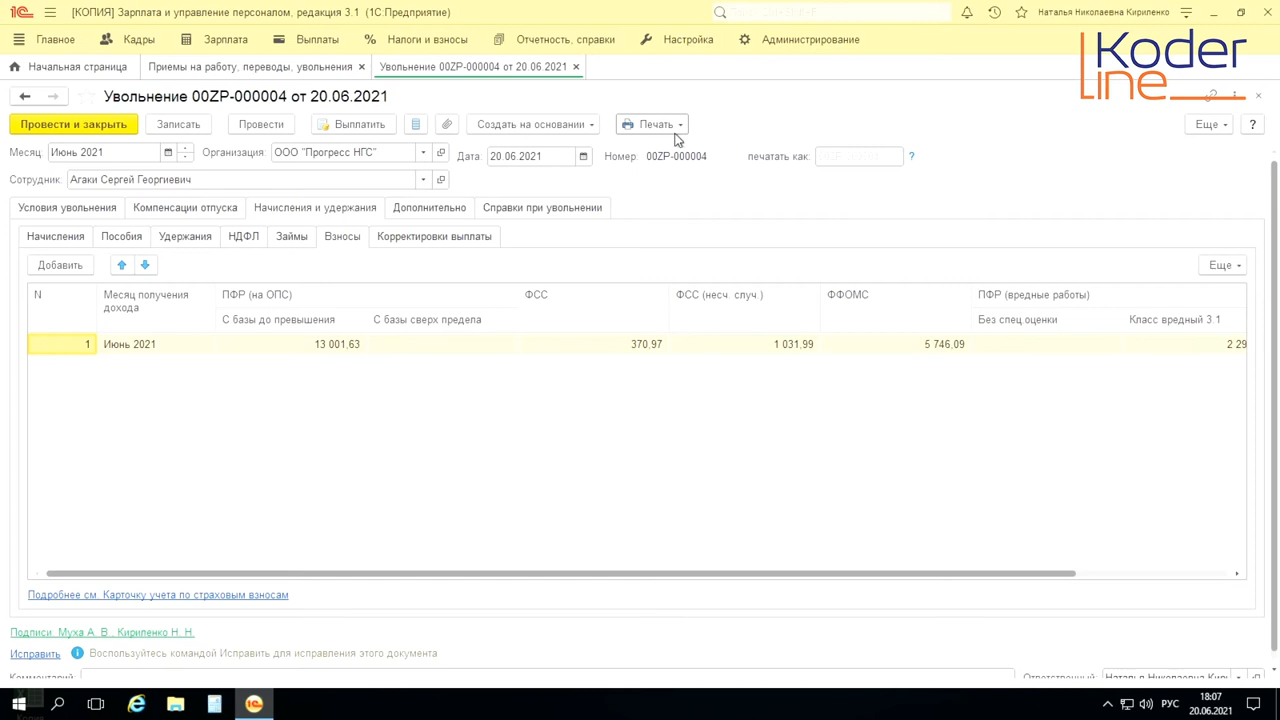 [КОПИЯ] Зарплата и управление персоналом, редакция 3.1 (1С:Предприятие)
Наталья Николаевна Кириленко
Главное Кадры Зарплата Выплаты Налоги и взносы Отчетность, справки Настройка Администрирование
Koder
line
Начальная страница Приемы на работу, переводы, увольнения × Увольнение 00ZP-000004 от 20.06.2021 ×
Увольнение 00ZP-000004 от 20.06.2021
Провести и закрыть Записать Провести Выплатить Создать на основании Печать Еще ?
Месяц: Июнь 2021 Организация: ООО "Прогресс НГС" Дата: 20.06.2021 Номер: 00ZP-000004 печатать как: ?
Сотрудник: Агаки Сергей Георгиевич
Условия увольнения Компенсации отпуска Начисления и удержания Дополнительно Справки при увольнении
Начисления Пособия Удержания НДФЛ Займы Взносы Корректировки выплаты
Добавить Еще
N Месяц получения дохода ПФР (на ОПС) ФСС ФСС (несч. случ.) ФФОМС ПФР (вредные работы)
С базы до превышения С базы сверх предела Без спец оценки Класс вредный 3.1
1 Июнь 2021 13 001,63 370,97 1 031,99 5 746,09 2 29
Подробнее см. Карточку учета по страховым взносам
Подписи: Муха А. В., Кириленко Н. Н.
Исправить Воспользуйтесь командой Исправить для исправления этого документа
Комментарий: Ответственный: Наталья Николаевна Кири
РУС 18:07
20.06.2021